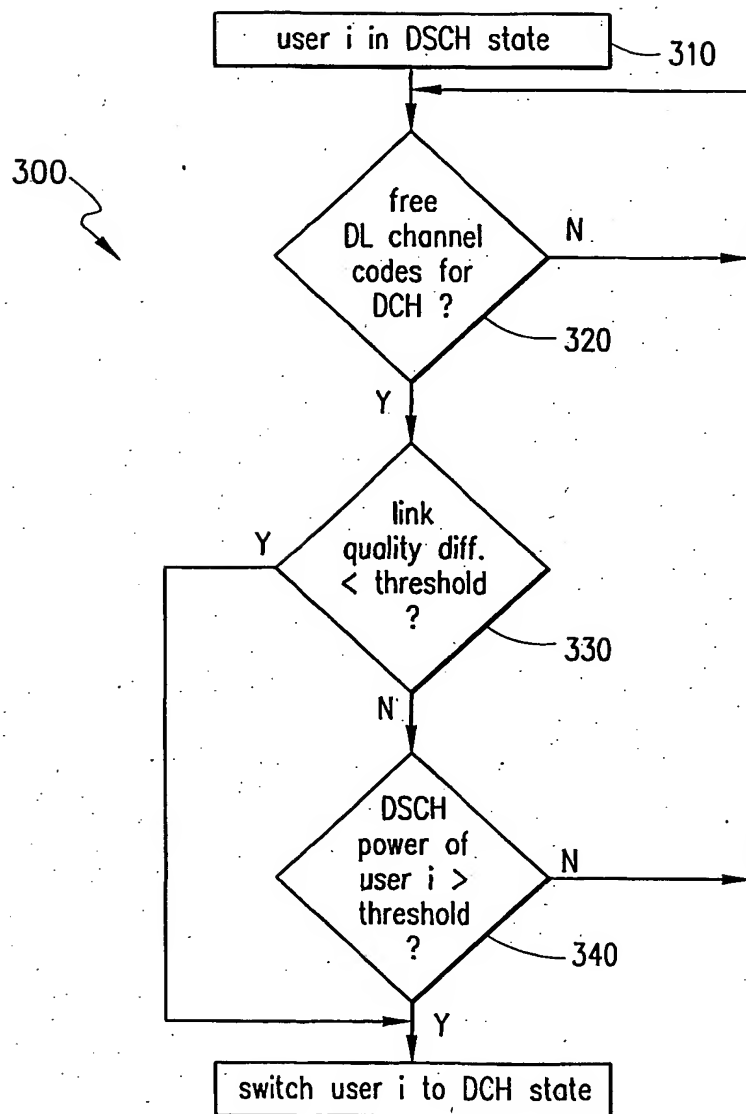 user i in DSCH state
310
300
free
DL channel
codes for
DCH ?
N
320
Y
link
quality diff.
< threshold
?
Y
330
N
DSCH
power of
user i >
threshold
?
N
340
Y
switch user i to DCH state